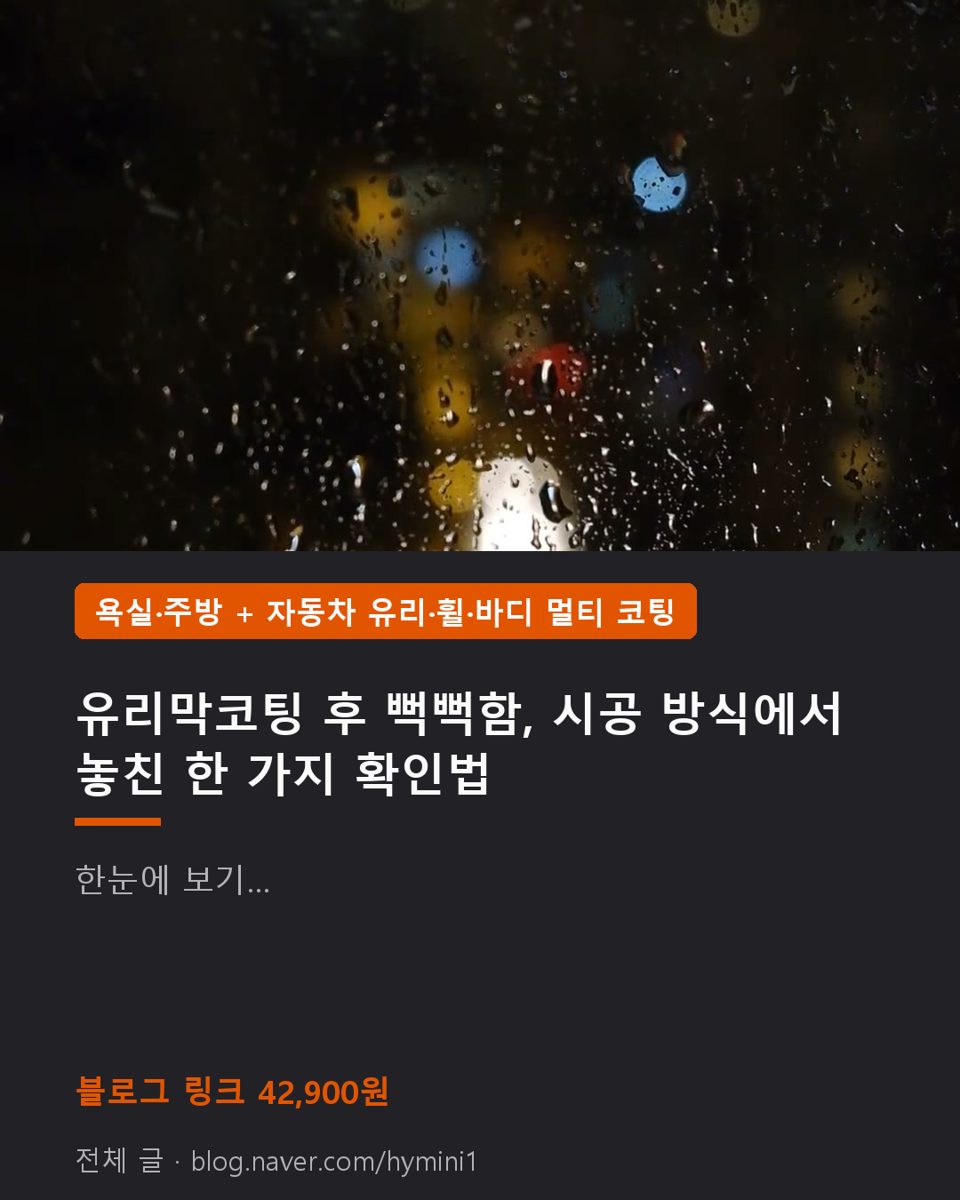 욕실·주방 + 자동차 유리·휠·바디 멀티 코팅
유리막코팅 후 뻑뻑함, 시공 방식에서
놓친 한 가지 확인법
한눈에 보기...
블로그 링크 42,900원
전체 글 · blog.naver.com/hymini1